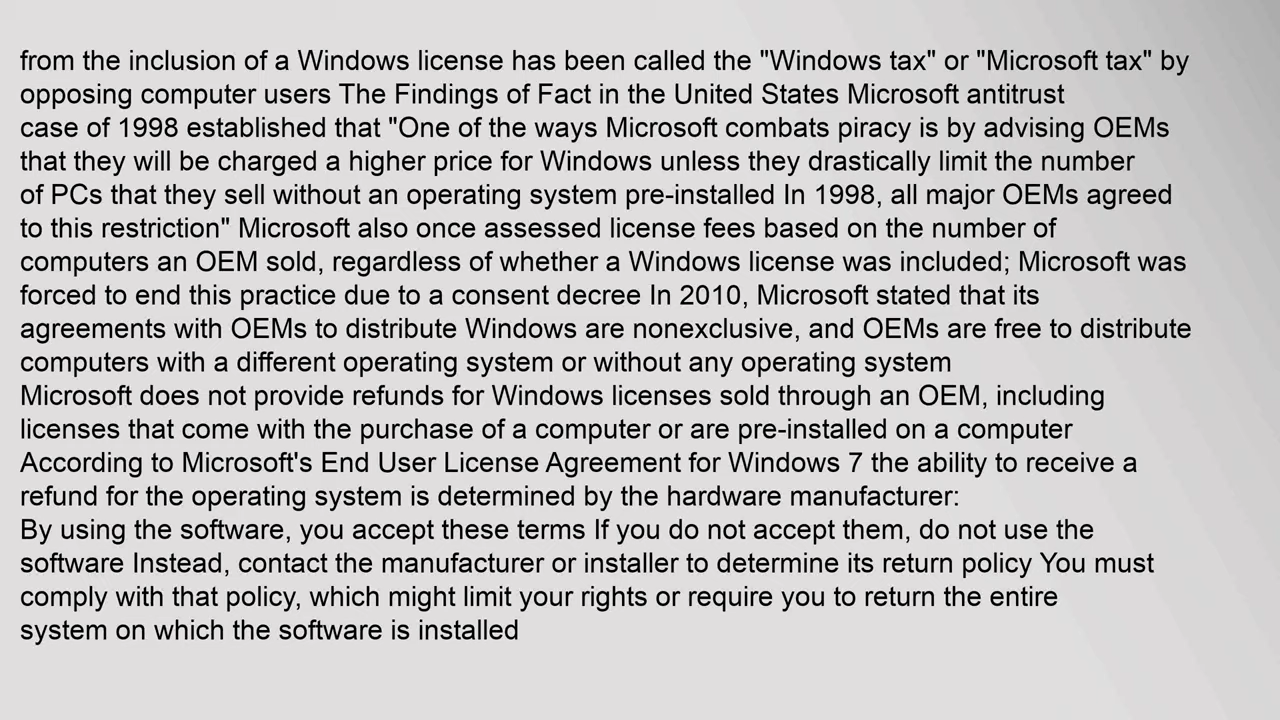 from the inclusion of a Windows license has been called the "Windows tax" or "Microsoft tax" by
opposing computer users The Findings of Fact in the United States Microsoft antitrust
case of 1998 established that "One of the ways Microsoft combats piracy is by advising OEMs
that they will be charged a higher price for Windows unless they drastically limit the number
of PCs that they sell without an operating system pre-installed In 1998, all major OEMs agreed
to this restriction" Microsoft also once assessed license fees based on the number of
computers an OEM sold, regardless of whether a Windows license was included; Microsoft was
forced to end this practice due to a consent decree In 2010, Microsoft stated that its
agreements with OEMs to distribute Windows are nonexclusive, and OEMs are free to distribute
computers with a different operating system or without any operating system
Microsoft does not provide refunds for Windows licenses sold through an OEM, including
licenses that come with the purchase of a computer or are pre-installed on a computer
According to Microsoft's End User License Agreement for Windows 7 the ability to receive a
refund for the operating system is determined by the hardware manufacturer:
By using the software, you accept these terms If you do not accept them, do not use the
software Instead, contact the manufacturer or installer to determine its return policy You must
comply with that policy, which might limit your rights or require you to return the entire
system on which the software is installed